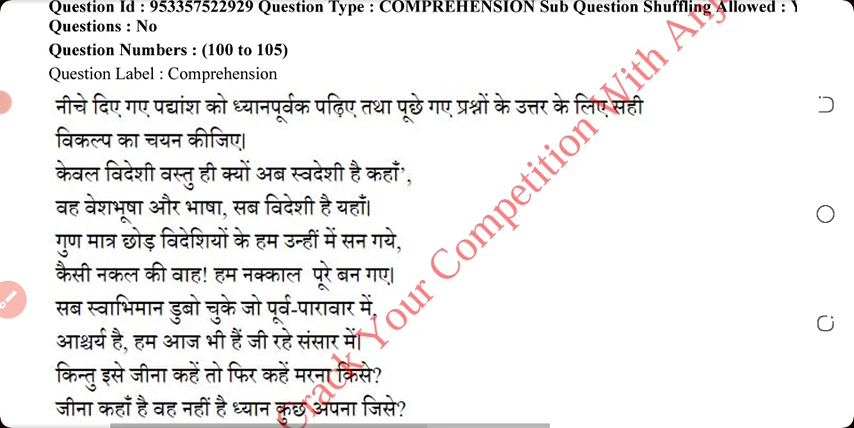 Question Id : 953357522929 Question Type : COMPREHENSION Sub Question Shuffling Allowed :
Questions : No
Question Numbers : (100 to 105)
Question Label : Comprehension
नीचे दिए गए पद्यांश को ध्यानपूर्वक पढ़िए तथा पूछे गए प्रश्नों के उत्तर के लिए सही
विकल्प का चयन कीजिए।
केवल विदेशी वस्तु ही क्यों अब स्वदेशी है कहाँ',
वह वेशभूषा और भाषा, सब विदेशी है यहाँ।
गुण मात्र छोड़ विदेशियों के हम उन्हीं में सन गये,
कैसी नकल की वाह! हम नक्काल पूरे बन गए।
सब स्वाभिमान डुबो चुके जो पूर्व-पारावार में,
आश्चर्य है, हम आज भी हैं जी रहे संसार में।
किन्तु इसे जीना कहें तो फिर कहें मरना किसे?
जीना कहाँ है वह नहीं है ध्यान कुछ अपना जिसे?
Crack Your Competition With Any